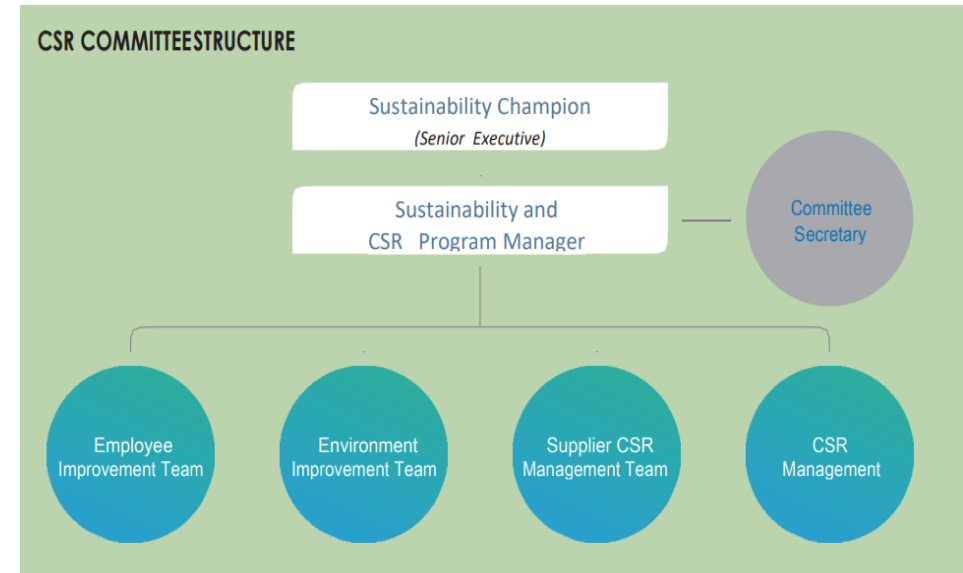 CSR COMMITTEESTRUCTURE
Sustainability Champion
(Senior Executive)
Sustainability and
CSR Program Manager
Committee
Secretary
Employee
Improvement Team
Environment
Improvement Team
Supplier CSR
Management Team
CSR
Management